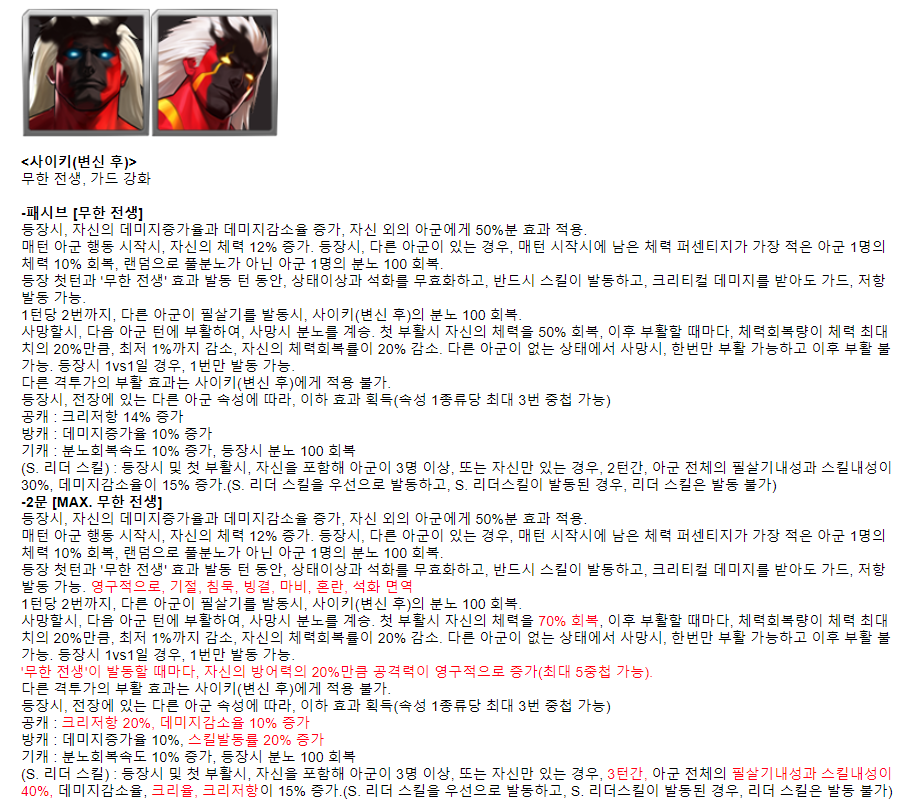 <사이키(변신 후)>
무한 전생, 가드 강화
-패시브 [무한 전생]
등장시, 자신의 데미지증가율과 데미지감소율 증가, 자신 외의 아군에게 50%분 효과 적용.
매턴 아군 행동 시작시, 자신의 체력 12% 증가. 등장시, 다른 아군이 있는 경우, 매턴 시작시에 남은 체력 퍼센티지가 가장 적은 아군 1명의
체력 10% 회복, 랜덤으로 풀분노가 아닌 아군 1명의 분노 100 회복.
등장 첫턴과 '무한 전생' 효과 발동 턴 동안, 상태이상과 석화를 무효화하고, 반드시 스킬이 발동하고, 크리티컬 데미지를 받아도 가드, 저항
발동 가능.
1턴당 2번까지, 다른 아군이 필살기를 발동시, 사이키(변신 후)의 분노 100 회복.
사망할시, 다음 아군 턴에 부활하여, 사망시 분노를 계승. 첫 부활시 자신의 체력을 50% 회복, 이후 부활할 때마다, 체력회복량이 체력 최대
치의 20%만큼, 최저 1%까지 감소, 자신의 체력회복률이 20% 감소. 다른 아군이 없는 상태에서 사망시, 한번만 부활 가능하고 이후 부활 불
가능. 등장시 1vs1일 경우, 1번만 발동 가능.
다른 격투가의 부활 효과는 사이키(변신 후)에게 적용 불가.
등장시, 전장에 있는 다른 아군 속성에 따라, 이하 효과 획득(속성 1종류당 최대 3번 중첩 가능)
공캐 : 크리저항 14% 증가
방캐 : 데미지증가율 10% 증가
기캐 : 분노회복속도 10% 증가, 등장시 분노 100 회복
(S. 리더 스킬) : 등장시 및 첫 부활시, 자신을 포함해 아군이 3명 이상, 또는 자신만 있는 경우, 2턴간, 아군 전체의 필살기내성과 스킬내성이
30%, 데미지감소율이 15% 증가.(S. 리더 스킬을 우선으로 발동하고, S. 리더스킬이 발동된 경우, 리더 스킬은 발동 불가)
-2문 [MAX. 무한 전생]
등장시, 자신의 데미지증가율과 데미지감소율 증가, 자신 외의 아군에게 50%분 효과 적용.
매턴 아군 행동 시작시, 자신의 체력 12% 증가. 등장시, 다른 아군이 있는 경우, 매턴 시작시에 남은 체력 퍼센티지가 가장 적은 아군 1명의
체력 10% 회복, 랜덤으로 풀분노가 아닌 아군 1명의 분노 100 회복.
등장 첫턴과 '무한 전생' 효과 발동 턴 동안, 상태이상과 석화를 무효화하고, 반드시 스킬이 발동하고, 크리티컬 데미지를 받아도 가드, 저항
발동 가능. 영구적으로, 기절, 침묵, 빙결, 마비, 혼란, 석화 면역
1턴당 2번까지, 다른 아군이 필살기를 발동시, 사이키(변신 후)의 분노 100 회복.
사망할시, 다음 아군 턴에 부활하여, 사망시 분노를 계승. 첫 부활시 자신의 체력을 70% 회복, 이후 부활할 때마다, 체력회복량이 체력 최대
치의 20%만큼, 최저 1%까지 감소, 자신의 체력회복률이 20% 감소. 다른 아군이 없는 상태에서 사망시, 한번만 부활 가능하고 이후 부활 불
가능. 등장시 1vs1일 경우, 1번만 발동 가능.
'무한 전생'이 발동할 때마다, 자신의 방어력의 20%만큼 공격력이 영구적으로 증가(최대 5중첩 가능).
다른 격투가의 부활 효과는 사이키(변신 후)에게 적용 불가.
등장시, 전장에 있는 다른 아군 속성에 따라, 이하 효과 획득(속성 1종류당 최대 3번 중첩 가능)
공캐 : 크리저항 20%, 데미지감소율 10% 증가
방캐 : 데미지증가율 10%, 스킬발동률 20% 증가
기캐 : 분노회복속도 10% 증가, 등장시 분노 100 회복
(S. 리더 스킬) : 등장시 및 첫 부활시, 자신을 포함해 아군이 3명 이상, 또는 자신만 있는 경우, 3턴간, 아군 전체의 필살기내성과 스킬내성이
40%, 데미지감소율, 크리율, 크리저항이 15% 증가.(S. 리더 스킬을 우선으로 발동하고, S. 리더스킬이 발동된 경우, 리더 스킬은 발동 불가)